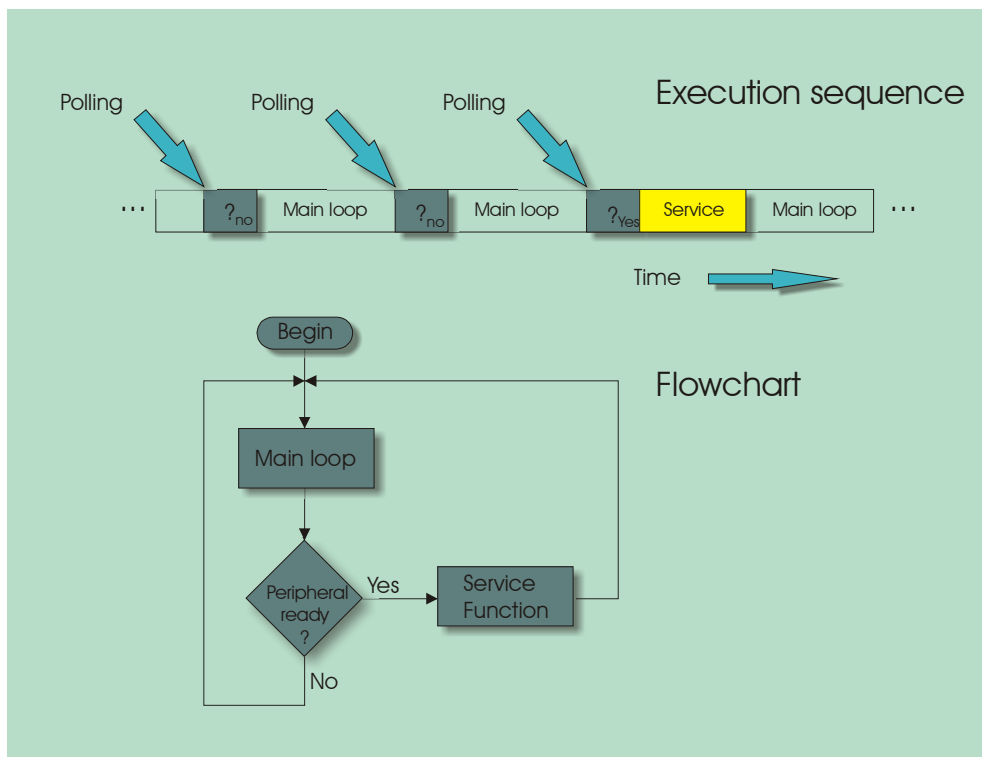 Execution sequence
Polling Polling Polling
... ?no Main loop ?no Main loop ?Yes Service Main loop ...
Time
Begin
Flowchart
Main loop
Peripheral
ready
?
Yes
Service
Function
No